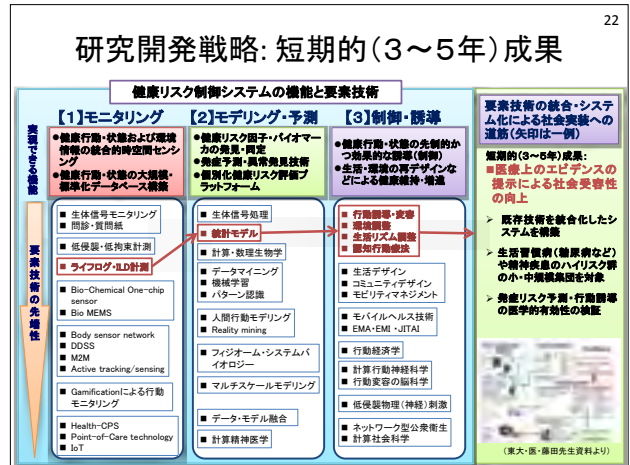 22
研究開発戦略: 短期的（３～５年）成果
健康リスク制御システムの機能と要素技術
実現できる機能
【１】モニタリング
●健康行動・状態および環境
情報の統合的時空間センシ
ング
●健康行動・状態の大規模・
標準化データベース構築
【２】モデリング・予測
●健康リスク因子・バイオマー
カの発見・同定
●発症予測・異常発見技術
●個別化健康リスク評価プ
ラットフォーム
【３】制御・誘導
●健康行動・状態の先制的か
つ効果的な誘導（制御）
●生活・環境の再デザインな
どによる健康維持・増進
要素技術の先端性
■ 生体信号モニタリング
■ 問診・質問紙
■ 低侵襲・低拘束計測
■ ライフログ・ILD計測
■ Bio-Chemical One-chip
sensor
■ Bio MEMS
■ Body sensor network
■ DDSS
■ M2M
■ Active tracking/sensing
■ Gamificationによる行動
モニタリング
■ Health-CPS
■ Point-of-Care technology
■ IoT
■ 生体信号処理
■ 統計モデル
■ 計算・数理生物学
■ データマイニング
■ 機械学習
■ パターン認識
■ 人間行動モデリング
■ Reality mining
■ フィジオーム・システムバ
イオロジー
■ マルチスケールモデリング
■ データ・モデル融合
■ 計算精神医学
■ 行動誘導・変容
■ 環境調整
■ 生活リズム調整
■ 認知行動療法
■ 生活デザイン
■ コミュニティデザイン
■ モビリティマネジメント
■ モバイルヘルス技術
■ EMA・EMI・JITAI
■ 行動経済学
■ 計算行動神経科学
■ 行動変容の脳科学
■ 低侵襲物理（神経）刺激
■ ネットワーク型公衆衛生
■ 計算社会科学
要素技術の統合・システ
ム化による社会実装への
道筋（矢印は一例）
短期的（３～５年）成果:
■医療上のエビデンスの
提示による社会受容性
の向上
➢ 既存技術を統合化したシ
ステムを構築
➢ 生活習慣病（糖尿病など）
や精神疾患のハイリスク群
の小・中規模集団を対象
➢ 発症リスク予測・行動誘導
の医学的有効性の検証
（東大・医・藤田先生資料より）